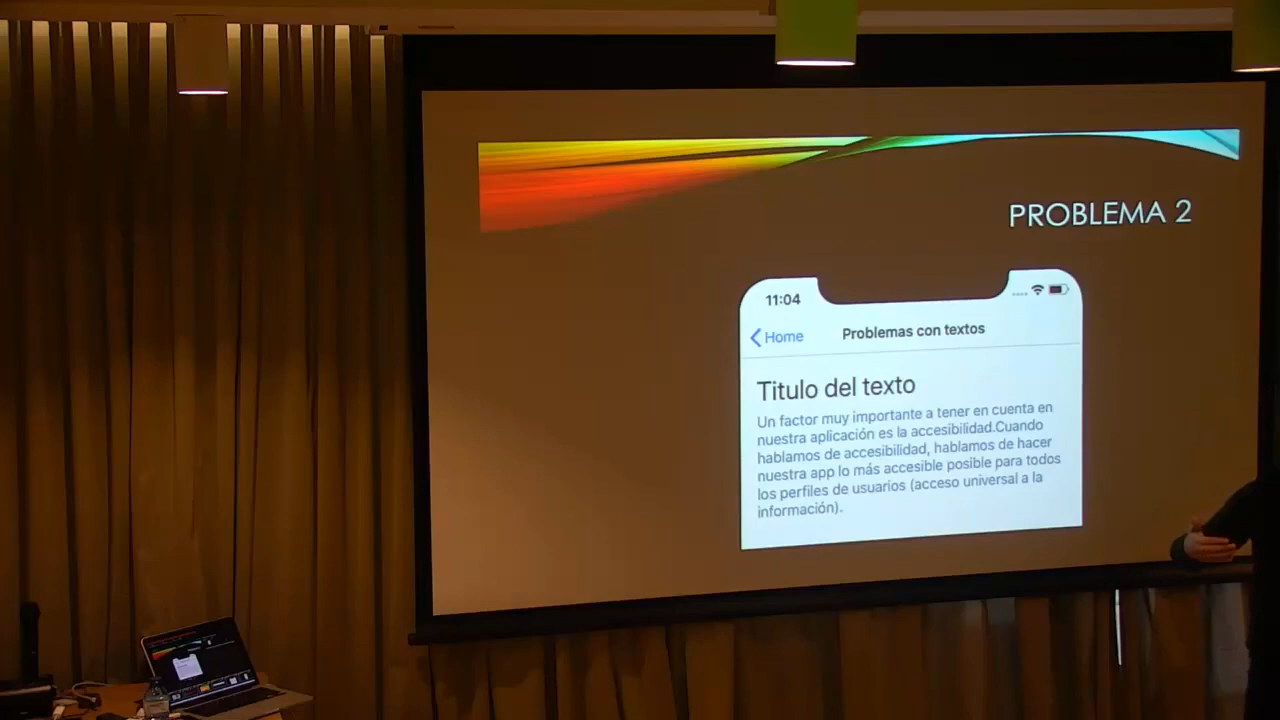 PROBLEMA 2
11:04
Home
Problemas con textos
Titulo del texto
Un factor muy importante a tener en cuenta en
nuestra aplicación es la accesibilidad.Cuando
hablamos de accesibilidad, hablamos de hacer
nuestra app lo más accesible posible para todos
los perfiles de usuarios (acceso universal a la
información).